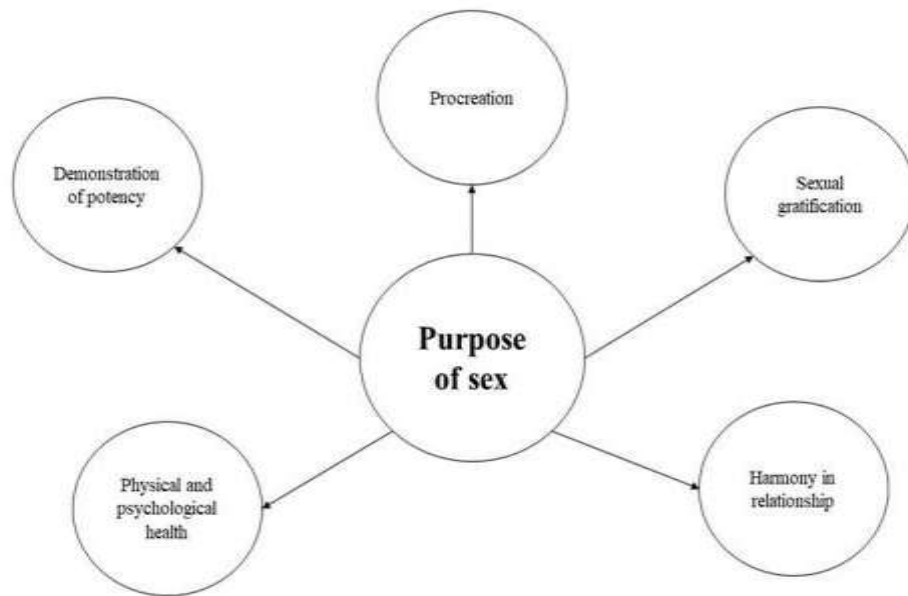 Procreation
Demonstration
of potency
Sexual
gratification
Purpose
of sex
Physical and
psychological
health
Harmony in
relationship